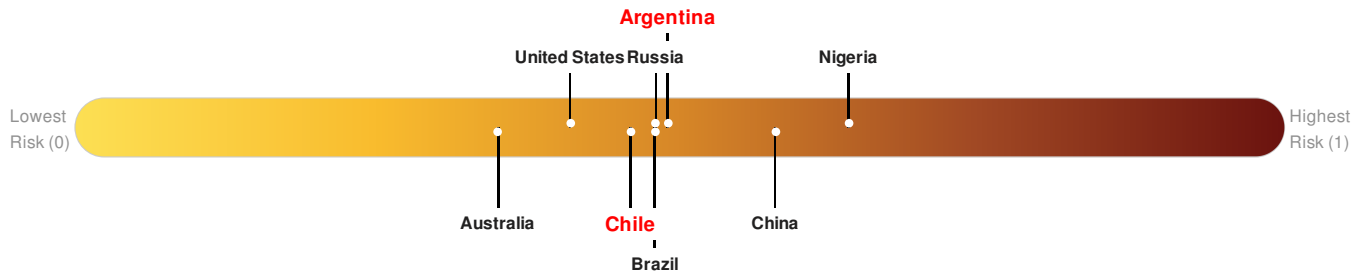 Argentina
United States Russia Nigeria
Lowest
Risk (0)
Highest
Risk (1)
Australia Chile China
Brazil